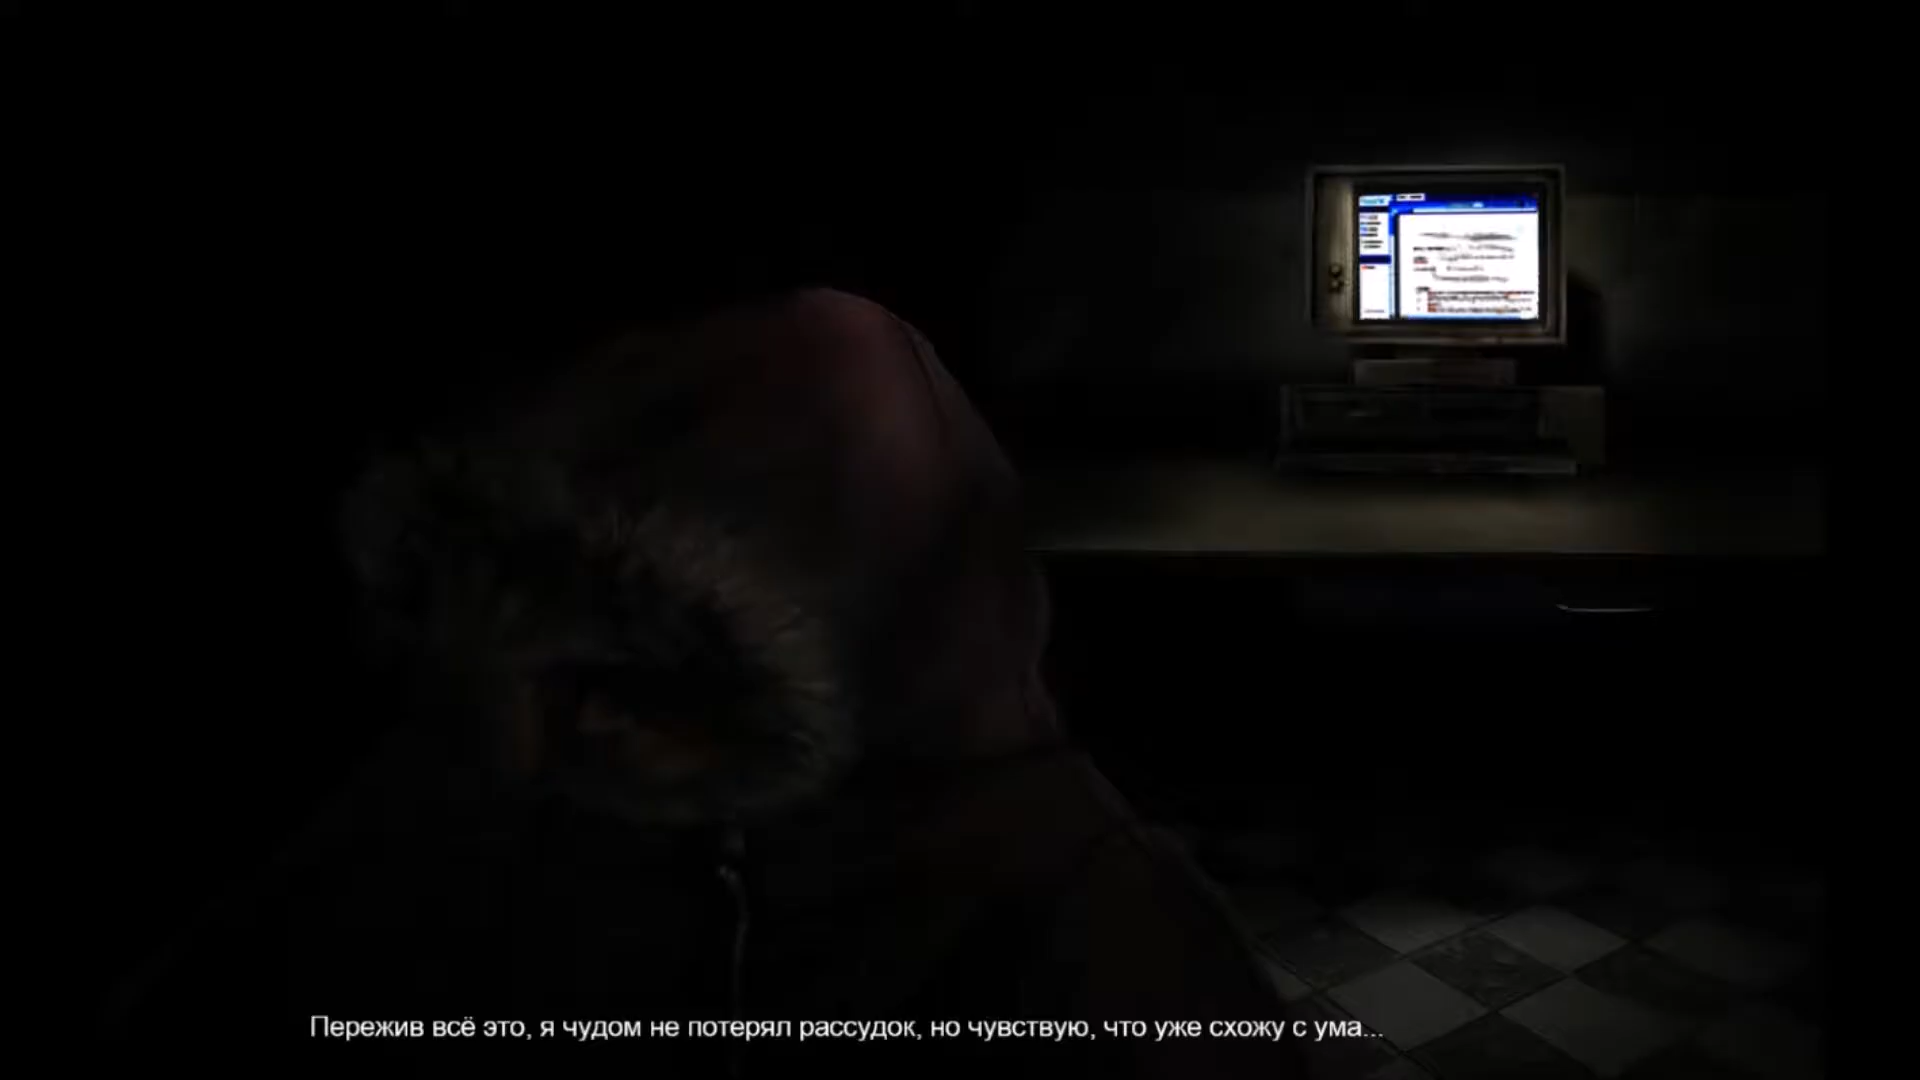 Пережив всё это, я чудом не потерял рассудок, но чувствую, что уже схожу с ума...